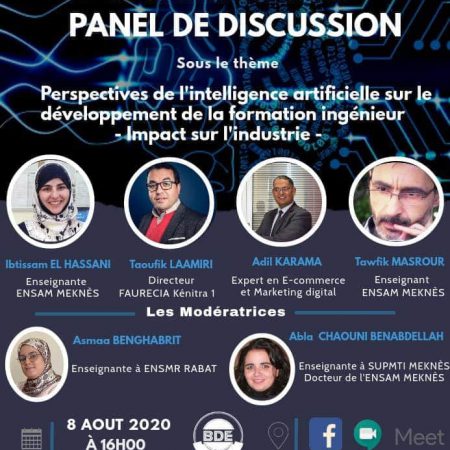 PANEL DE DISCUSSION
Sous le thème
Perspectives de l'intelligence artificielle sur le
développement de la formation ingénieur
- Impact sur l'industrie -
Ibtissam EL HASSANI
Enseignante
ENSAM MEKNÈS
Taoufik LAAMIRI
Directeur
FAURECIA Kénitra 1
Adil KARAMA
Expert en E-commerce
et Marketing digital
Tawfik MASROUR
Enseignant
ENSAM MEKNÈS
Les Modératrices
Asmaa BENGHABRIT
Enseignante à ENSMR RABAT
Abla CHAOUNI BENABDELLAH
Enseignante à SUPMTI MEKNÈS
Docteur de l'ENSAM MEKNÈS
8 AOUT 2020
À 16H00
BDE
f
Meet